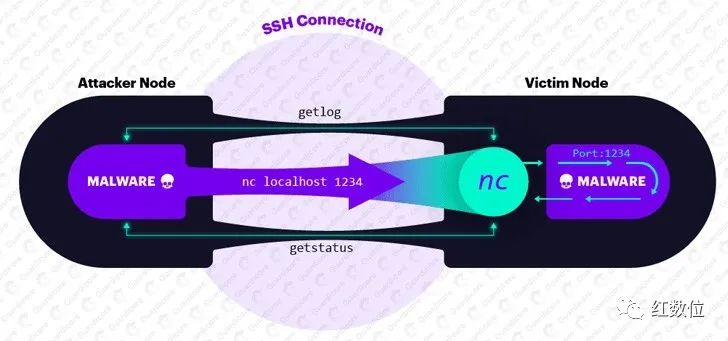 SSH Connection
Attacker Node
Victim Node
getlog
MALWARE
nc localhost 1234
nc
Port:1234
MALWARE
getstatus
红数位